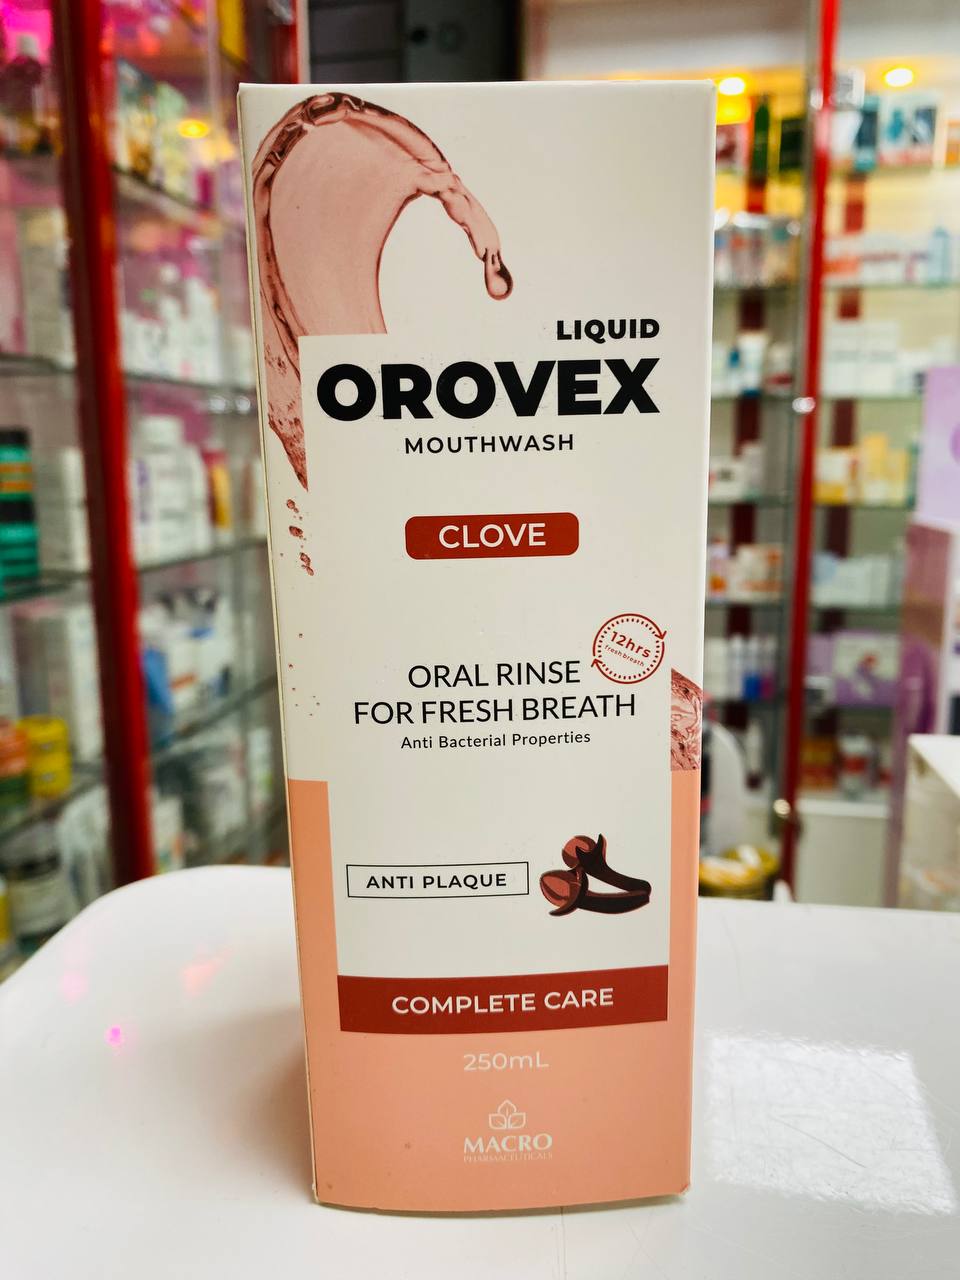 LIQUID
OROVEX
MOUTHWASH
CLOVE
12hrs
fresh breath
ORAL RINSE
FOR FRESH BREATH
Anti Bacterial Properties
ANTI PLAQUE
COMPLETE CARE
250mL
MACRO
PHARMACEUTICALS